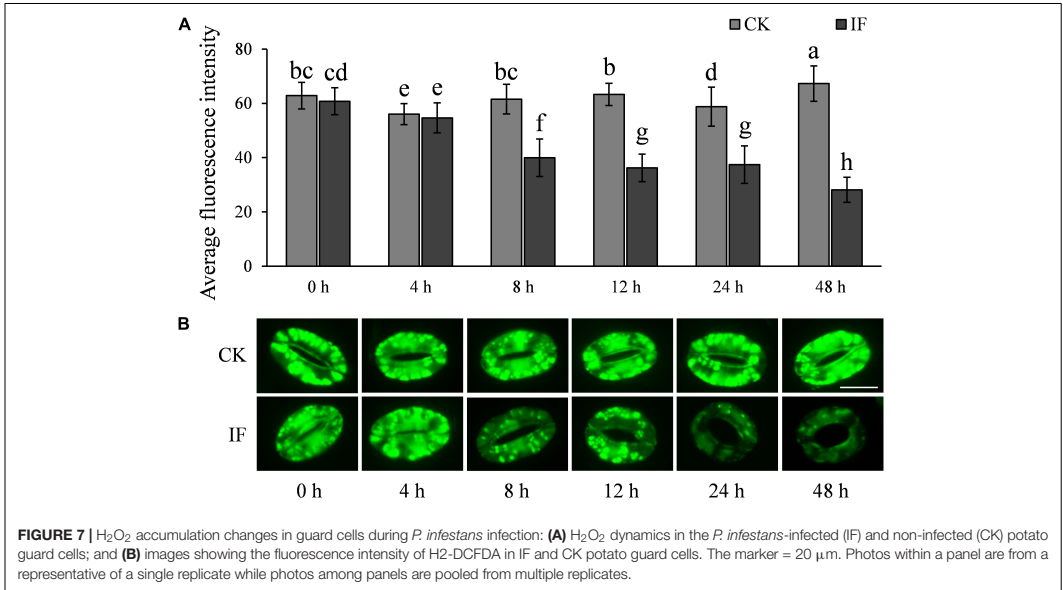 A
CK IF
Average fluorescence intensity
80
60
40
20
0
bc cd e e bc f b g d g a h
0 h 4 h 8 h 12 h 24 h 48 h
B
CK
IF
0 h 4 h 8 h 12 h 24 h 48 h
FIGURE 7 | H₂O₂ accumulation changes in guard cells during P. infestans infection: (A) H₂O₂ dynamics in the P. infestans-infected (IF) and non-infected (CK) potato
guard cells; and (B) images showing the fluorescence intensity of H2-DCFDA in IF and CK potato guard cells. The marker = 20 μm. Photos within a panel are from a
representative of a single replicate while photos among panels are pooled from multiple replicates.